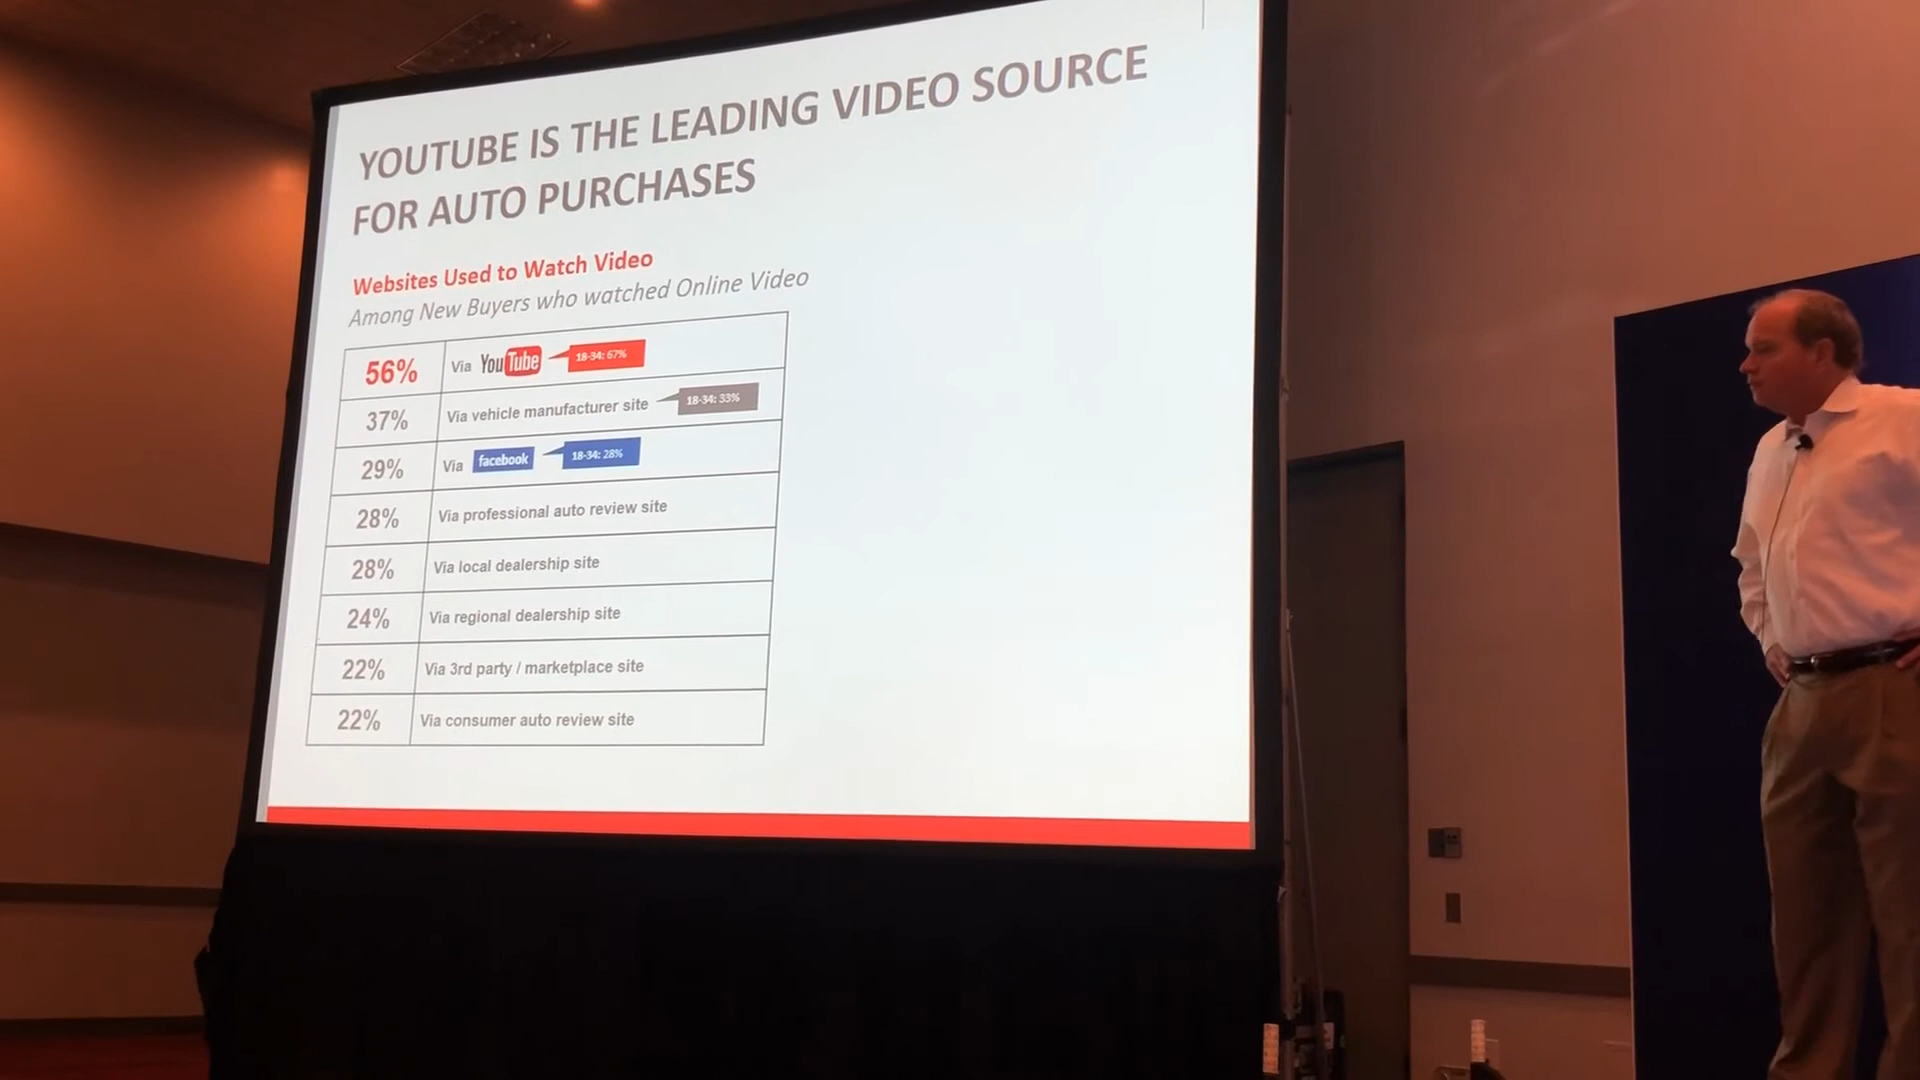 YOUTUBE IS THE LEADING VIDEO SOURCE
FOR AUTO PURCHASES
Websites Used to Watch Video
Among New Buyers who watched Online Video
56% Via YouTube 18-34: 67%
37% Via vehicle manufacturer site 18-34: 33%
29% Via facebook 18-34: 28%
28% Via professional auto review site
28% Via local dealership site
24% Via regional dealership site
22% Via 3rd party / marketplace site
22% Via consumer auto review site